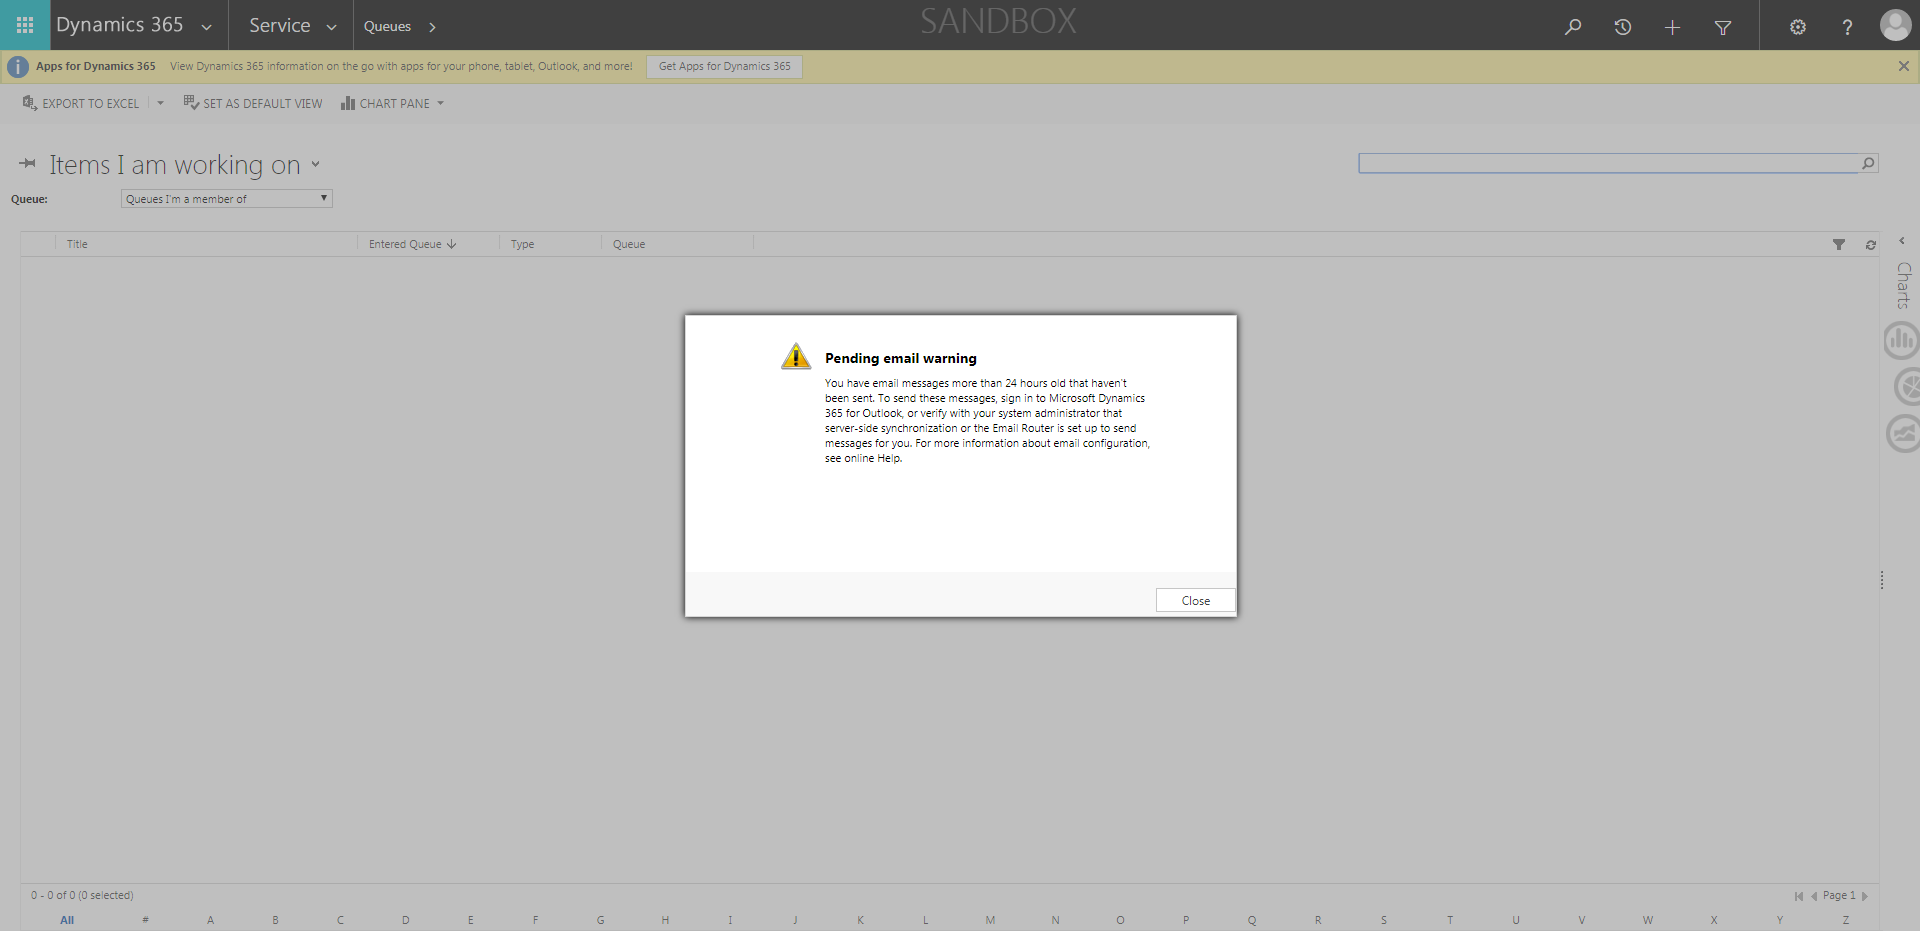 Dynamics 365 Service Queues SANDBOX
Apps for Dynamics 365 View Dynamics 365 information on the go with apps for your phone, tablet, Outlook, and more! Get Apps for Dynamics 365
EXPORT TO EXCEL SET AS DEFAULT VIEW CHART PANE
Items I am working on
Queue: Queues I'm a member of
Title Entered Queue Type Queue
Charts
Pending email warning
You have email messages more than 24 hours old that haven't
been sent. To send these messages, sign in to Microsoft Dynamics
365 for Outlook, or verify with your system administrator that
server-side synchronization or the Email Router is set up to send
messages for you. For more information about email configuration,
see online Help.
Close
0 - 0 of 0 (0 selected) Page 1
All # A B C D E F G H I J K L M N O P Q R S T U V W X Y Z